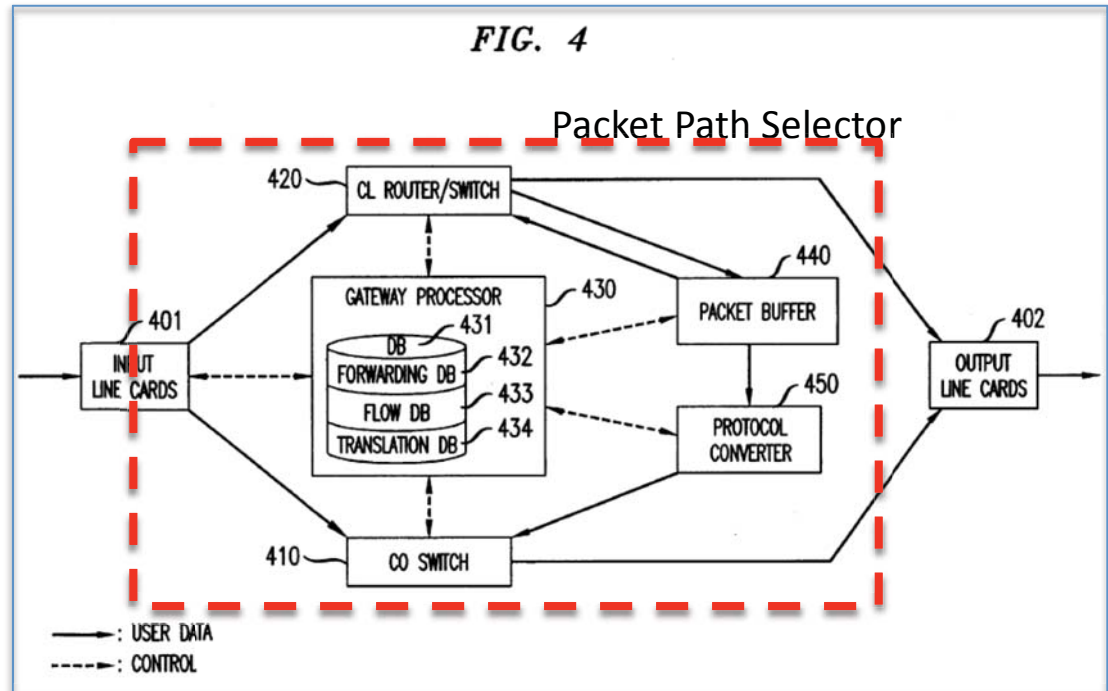 FIG. 4
Packet Path Selector
420
CL ROUTER/SWITCH
440
GATEWAY PROCESSOR
430
PACKET BUFFER
401
431
402
DB
432
INPUT
LINE CARDS
FORWARDING DB
OUTPUT
LINE CARDS
433
450
FLOW DB
434
PROTOCOL
CONVERTER
TRANSLATION DB
410
CO SWITCH
: USER DATA
: CONTROL